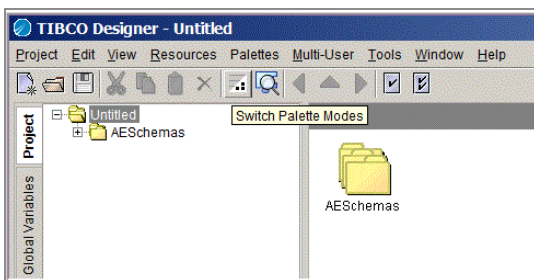 TIBCO Designer - Untitled
Project Edit View Resources Palettes Multi-User Tools Window Help
Switch Palette Modes
Project
Global Variables
Untitled
AESchemas
AESchemas